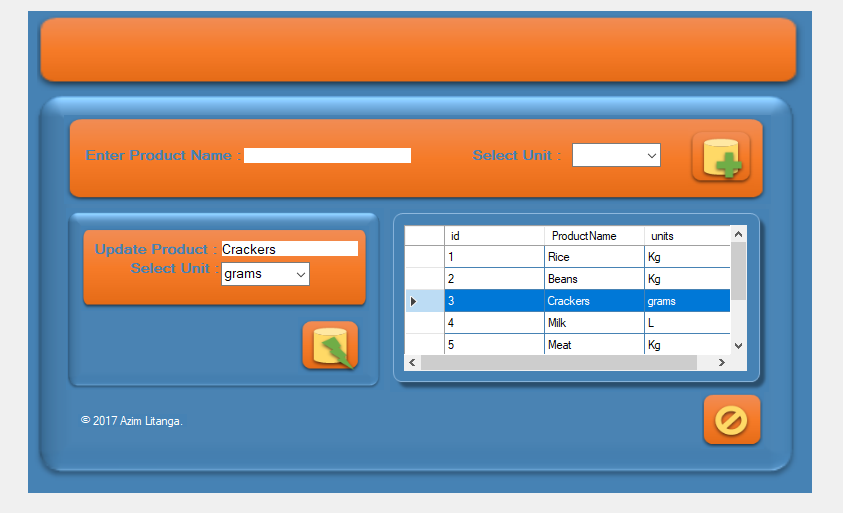 Enter Product Name : Select Unit :
Update Product : Crackers
Select Unit : grams
id ProductName units
1 Rice Kg
2 Beans Kg
3 Crackers grams
4 Milk L
5 Meat Kg
© 2017 Azim Litanga.